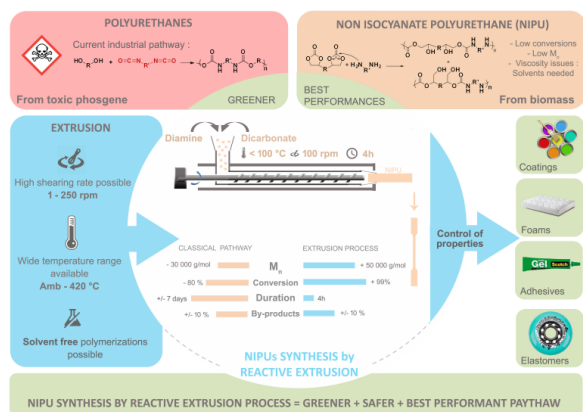 POLYURETHANES
Current industrial pathway :
From toxic phosgene
GREENER
NON ISOCYANATE POLYURETHANE (NIPU)
- Low conversions
- Low Mn
- Viscosity issues :
Solvents needed
BEST
PERFORMANCES
From biomass
EXTRUSION
High shearing rate possible
1 - 250 rpm
Wide temperature range
available
Amb - 420 °C
Solvent free polymerizations
possible
Diamine
Dicarbonate
< 100 °C & 100 rpm
4h
NIPU
CLASSICAL PATHWAY
EXTRUSION PROCESS
- 30 000 g/mol
Mn
+ 50 000 g/mol
- 80 %
Conversion
+ 99%
+/- 7 days
Duration
4h
+/- 10 %
By-products
+/- 10 %
NIPUs SYNTHESIS by
REACTIVE EXTRUSION
Control of
properties
Coatings
Foams
Gel
Scotch
Adhesives
Elastomers
NIPU SYNTHESIS BY REACTIVE EXTRUSION PROCESS = GREENER + SAFER + BEST PERFORMANT PAYTHAW